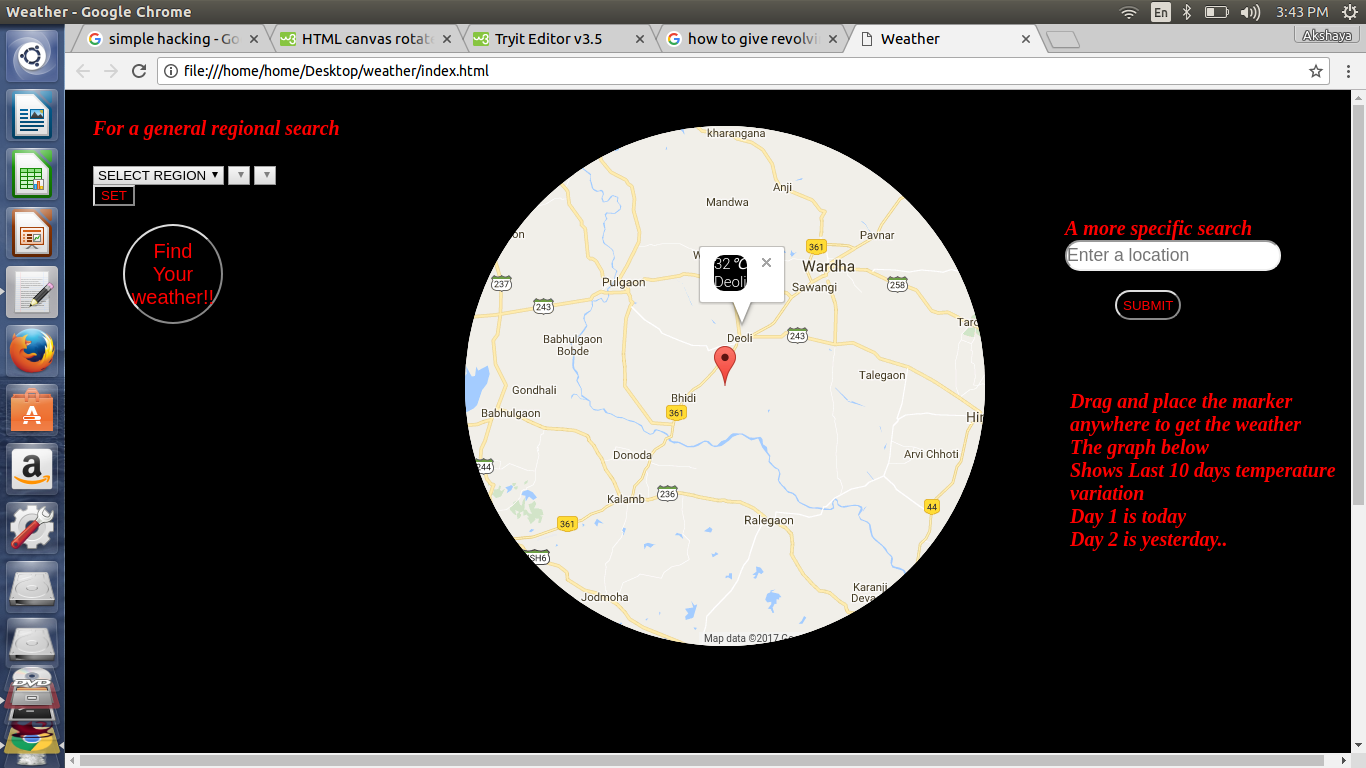 Weather - Google Chrome
En
3:43 PM
simple hacking - Go
HTML canvas rotat
Tryit Editor v3.5
how to give revolvi
Weather
Akshaya
file:///home/home/Desktop/weather/index.html
For a general regional search
SELECT REGION
SET
Find
Your
weather!!
kharangana
Anji
Mandwa
on
361
Pavnar
W
Wardha
32 °C
Deoli
237
Pulgaon
Sawangi
258
243
Taro
Deoli
243
Babhulgaon
Bobde
Talegaon
Gondhali
Bhidi
361
Babhulgaon
Hin
Donoda
Arvi Chhoti
244
Kalamb
236
44
361
Ralegaon
SH6
Karanji
Deva
Jodmoha
Map data ©2017 Go
A more specific search
Enter a location
SUBMIT
Drag and place the marker
anywhere to get the weather
The graph below
Shows Last 10 days temperature
variation
Day 1 is today
Day 2 is yesterday..
DVD